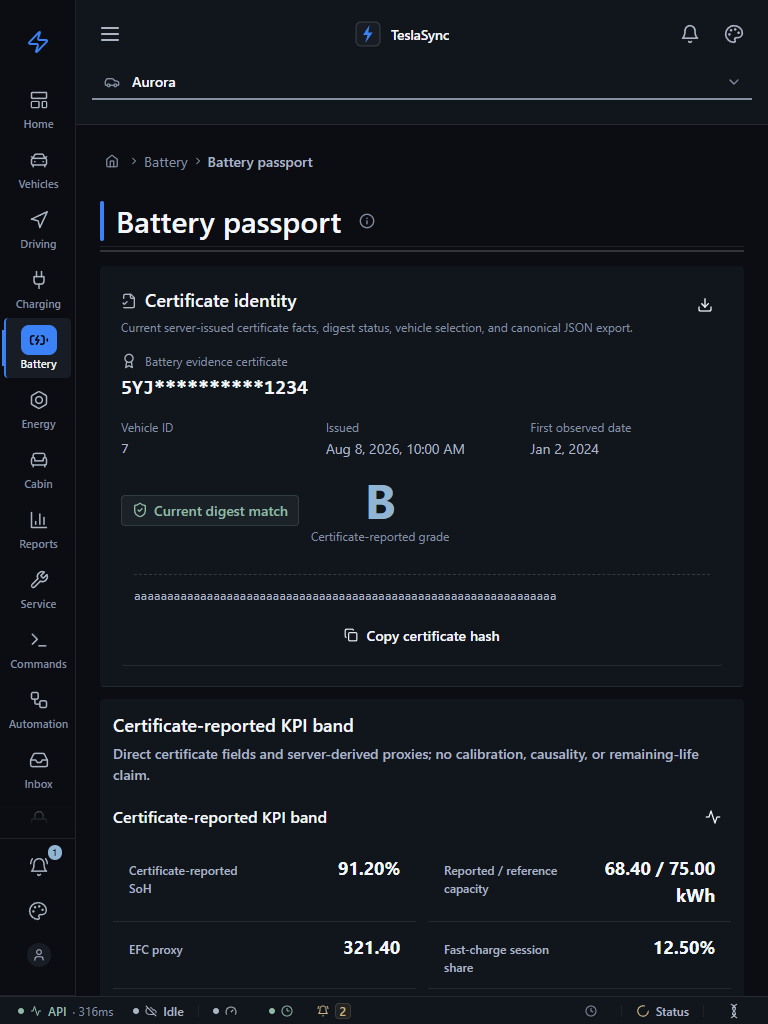 TeslaSync
Aurora
Home
Vehicles
Driving
Charging
Battery
Energy
Cabin
Reports
Service
Commands
Automation
Inbox
1
Battery
Battery passport
Battery passport
Certificate identity
Current server-issued certificate facts, digest status, vehicle selection, and canonical JSON export.
Battery evidence certificate
5YJ**********1234
Vehicle ID
7
Issued
Aug 8, 2026, 10:00 AM
First observed date
Jan 2, 2024
Current digest match
B
Certificate-reported grade
aaaaaaaaaaaaaaaaaaaaaaaaaaaaaaaaaaaaaaaaaaaaaaaaaaaaaaaaaaaaaaaa
Copy certificate hash
Certificate-reported KPI band
Direct certificate fields and server-derived proxies; no calibration, causality, or remaining-life
claim.
Certificate-reported KPI band
Certificate-reported
SoH
91.20%
Reported / reference
capacity
68.40 / 75.00
kWh
EFC proxy
321.40
Fast-charge session
share
12.50%
API · 316ms
Idle
2
Status